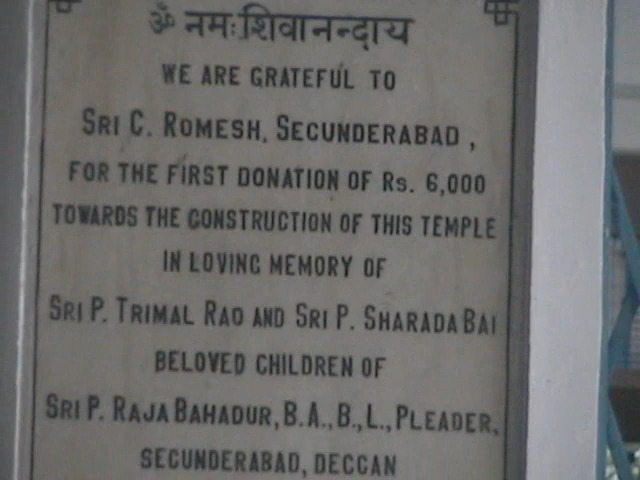 ॐ नमःशिवानन्दाय
WE ARE GRATEFUL TO
SRI C. ROMESH, SECUNDERABAD,
FOR THE FIRST DONATION OF Rs. 6,000
TOWARDS THE CONSTRUCTION OF THIS TEMPLE
IN LOVING MEMORY OF
SRI P. TRIMAL RAO AND SRI P. SHARADA BAI
BELOVED CHILDREN OF
SRI P. RAJA BAHADUR, B.A., B., L., PLEADER,
SECUNDERABAD, DECCAN